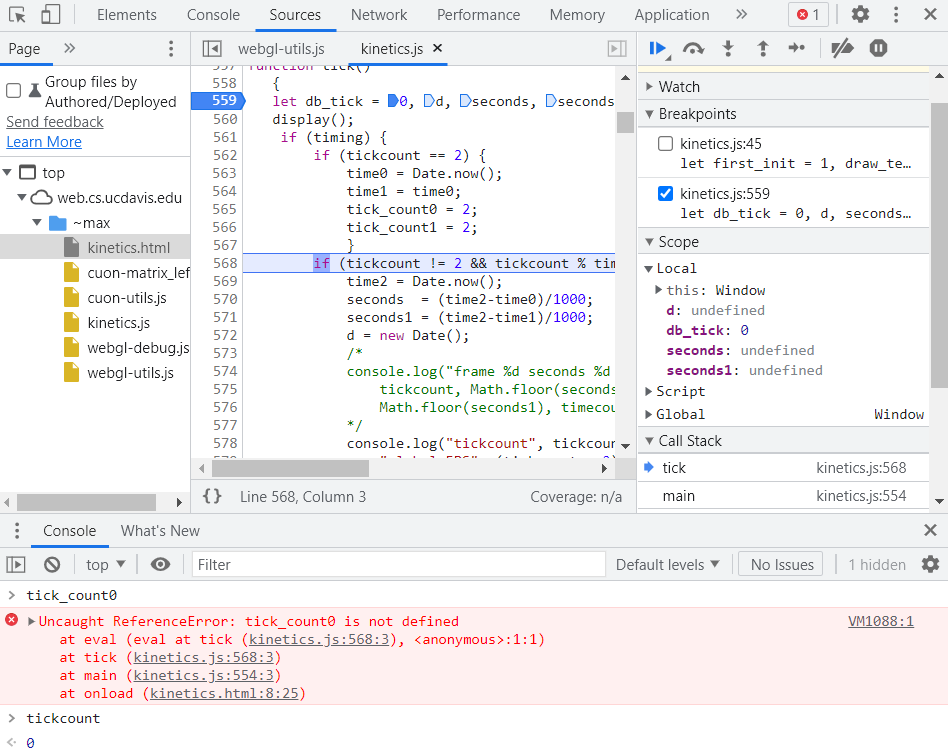 Elements Console Sources Network Performance Memory Application 1
Page
webgl-utils.js kinetics.js
Group files by
Authored/Deployed
Send feedback
Learn More
top
web.cs.ucdavis.edu
~max
kinetics.html
cuon-matrix_lef
cuon-utils.js
kinetics.js
webgl-debug.js
webgl-utils.js
557 function tick()
558 {
559 let db_tick = 0, d, seconds, seconds
560 display();
561 if (timing) {
562 if (tickcount == 2) {
563 time0 = Date.now();
564 time1 = time0;
565 tick_count0 = 2;
566 tick_count1 = 2;
567 }
568 if (tickcount != 2 && tickcount % tim
569 time2 = Date.now();
570 seconds  = (time2-time0)/1000;
571 seconds1 = (time2-time1)/1000;
572 d = new Date();
573 /*
574 console.log("frame %d seconds %d
575 tickcount, Math.floor(seconds
576 Math.floor(seconds1), timecou
577 */
578 console.log("tickcount", tickcoun
{} Line 568, Column 3 Coverage: n/a
Watch
Breakpoints
kinetics.js:45
let first_init = 1, draw_te…
kinetics.js:559
let db_tick = 0, d, seconds…
Scope
Local
this: Window
d: undefined
db_tick: 0
seconds: undefined
seconds1: undefined
Script
Global Window
Call Stack
tick kinetics.js:568
main kinetics.js:554
Console What's New
top Filter Default levels No Issues 1 hidden
> tick_count0
Uncaught ReferenceError: tick_count0 is not defined VM1088:1
at eval (eval at tick (kinetics.js:568:3), <anonymous>:1:1)
at tick (kinetics.js:568:3)
at main (kinetics.js:554:3)
at onload (kinetics.html:8:25)
> tickcount
0